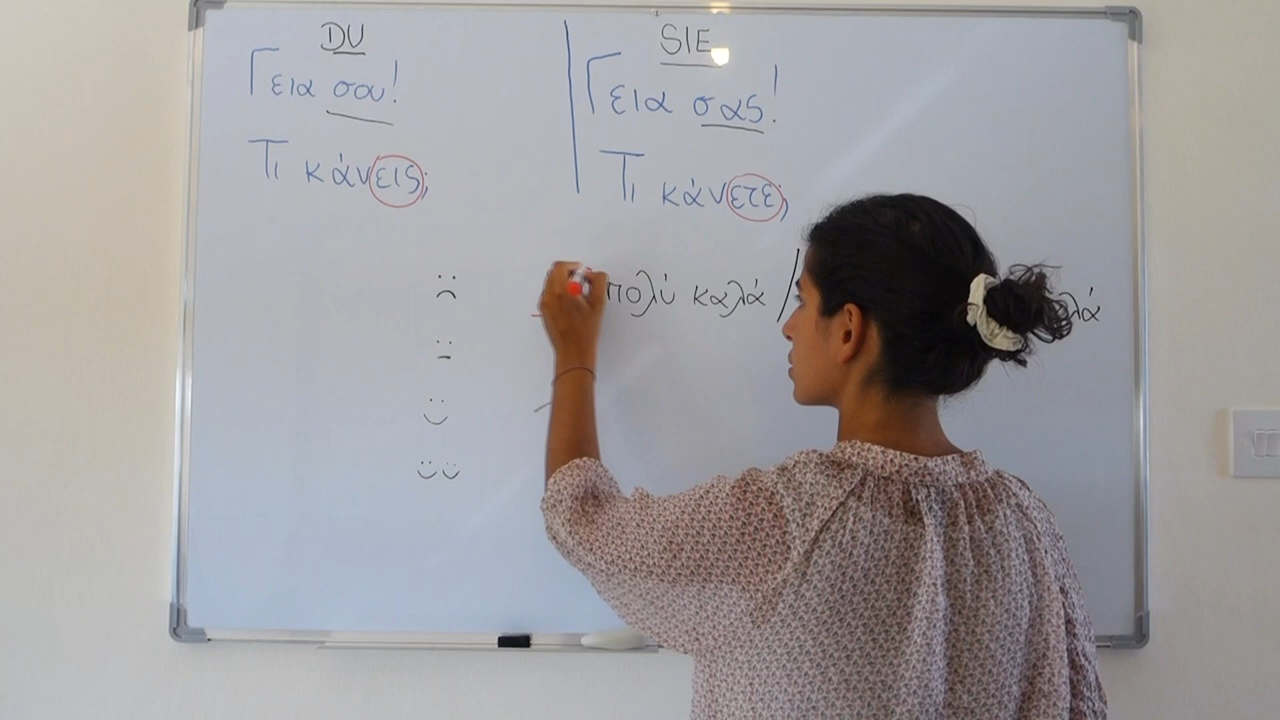 DU
Γεια σου!
Τι κάνεις;
SIE
Γεια σας!
Τι κάνετε;
πολύ καλά /